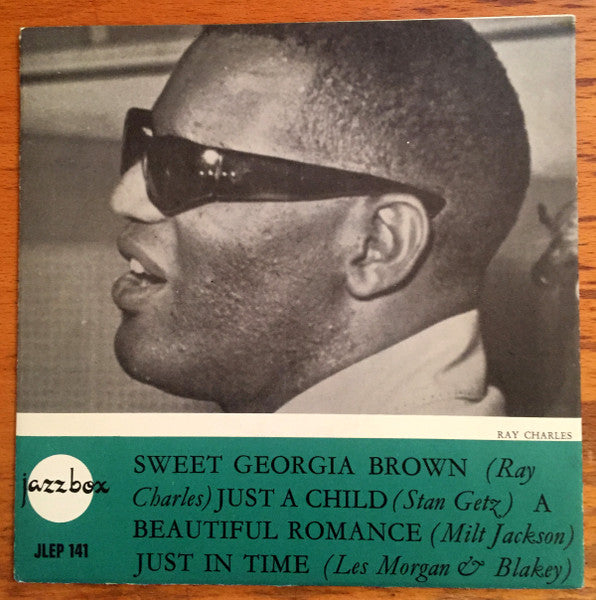 RAY CHARLES
jazzbox
JLEP 141
SWEET GEORGIA BROWN (Ray
Charles) JUST A CHILD (Stan Getz) A
BEAUTIFUL ROMANCE (Milt Jackson)
JUST IN TIME (Les Morgan & Blakey)